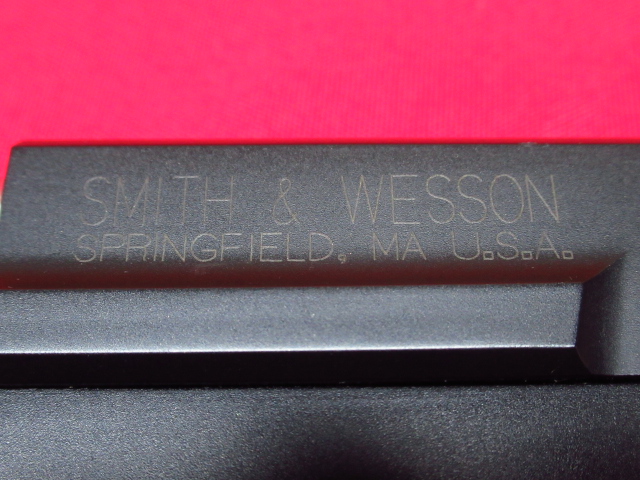 SMITH & WESSON
SPRINGFIELD, MA U.S.A.